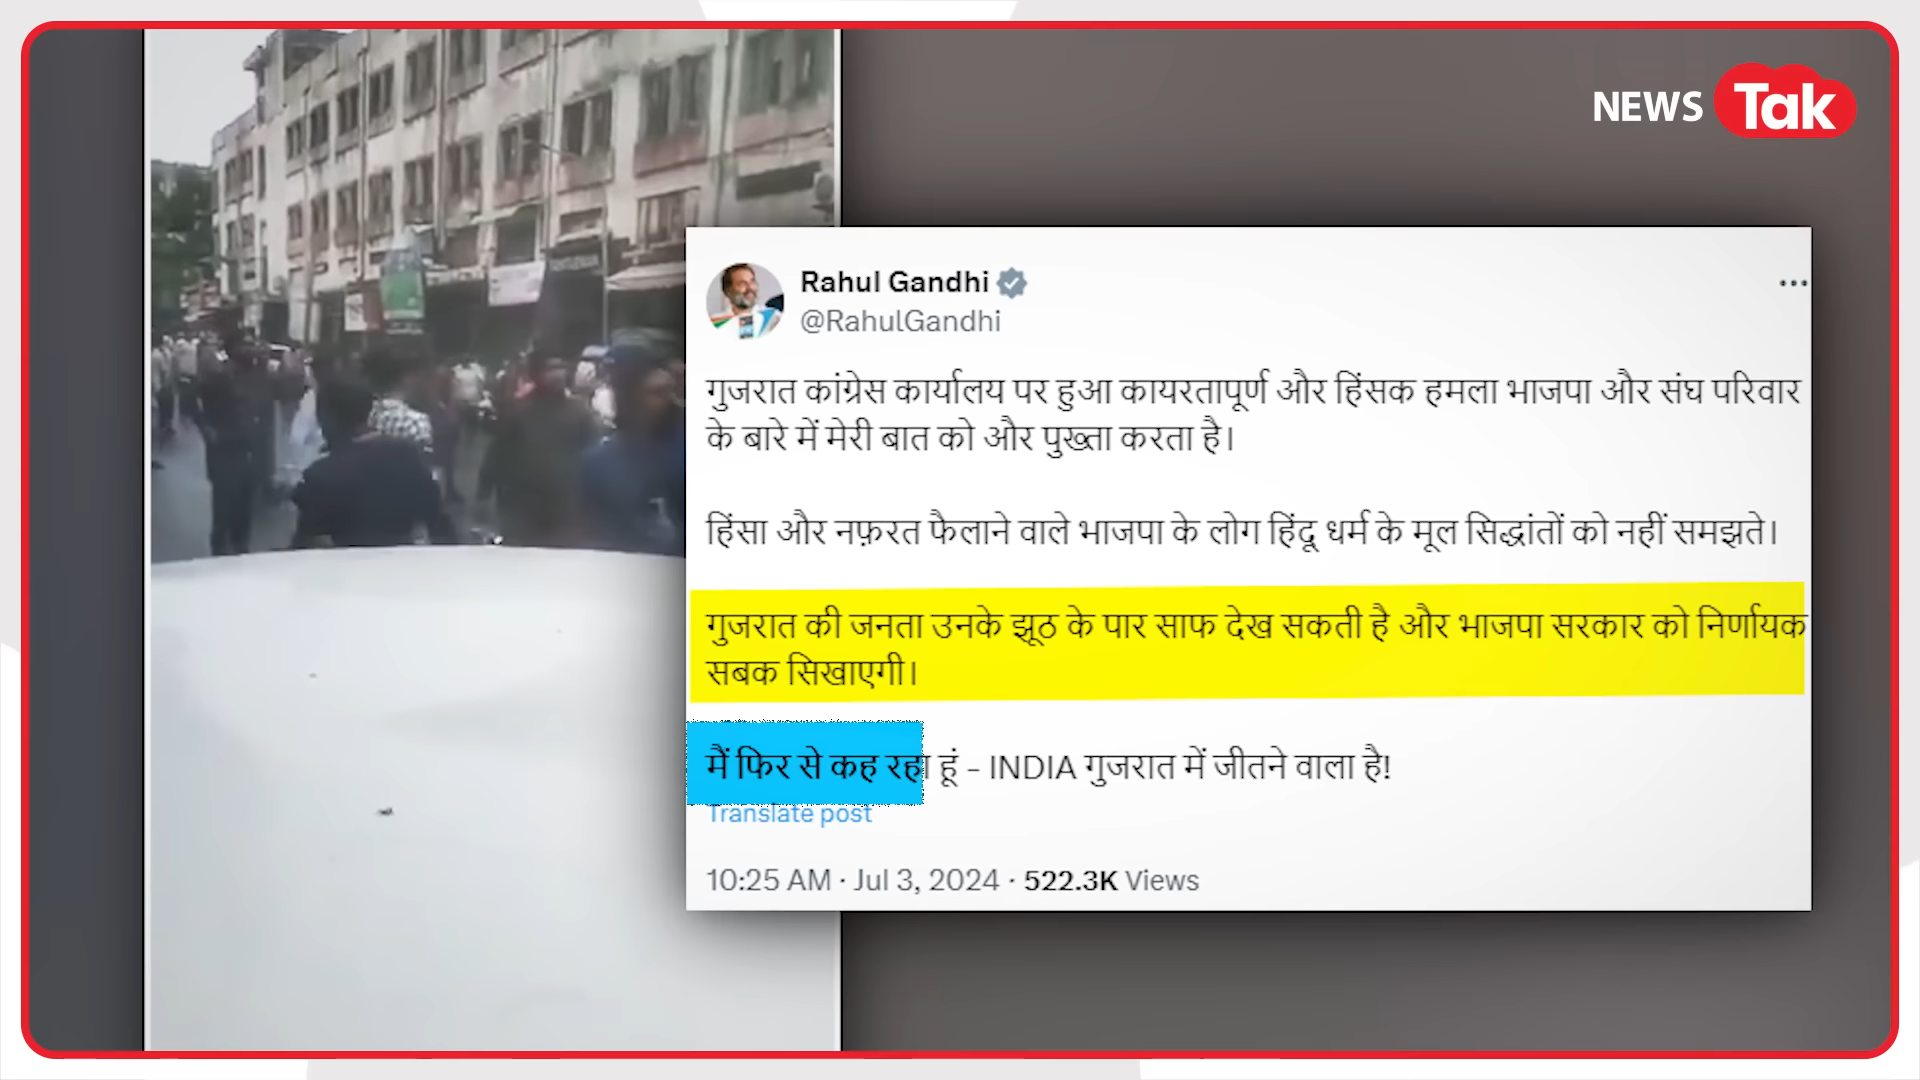 NEWS Tak
Rahul Gandhi
@RahulGandhi
गुजरात कांग्रेस कार्यालय पर हुआ कायरतापूर्ण और हिंसक हमला भाजपा और संघ परिवार
के बारे में मेरी बात को और पुख्ता करता है।
हिंसा और नफ़रत फैलाने वाले भाजपा के लोग हिंदू धर्म के मूल सिद्धांतों को नहीं समझते।
गुजरात की जनता उनके झूठ के पार साफ देख सकती है और भाजपा सरकार को निर्णायक
सबक सिखाएगी।
मैं फिर से कह रहा हूं - INDIA गुजरात में जीतने वाला है!
Translate post
10:25 AM · Jul 3, 2024 · 522.3K Views